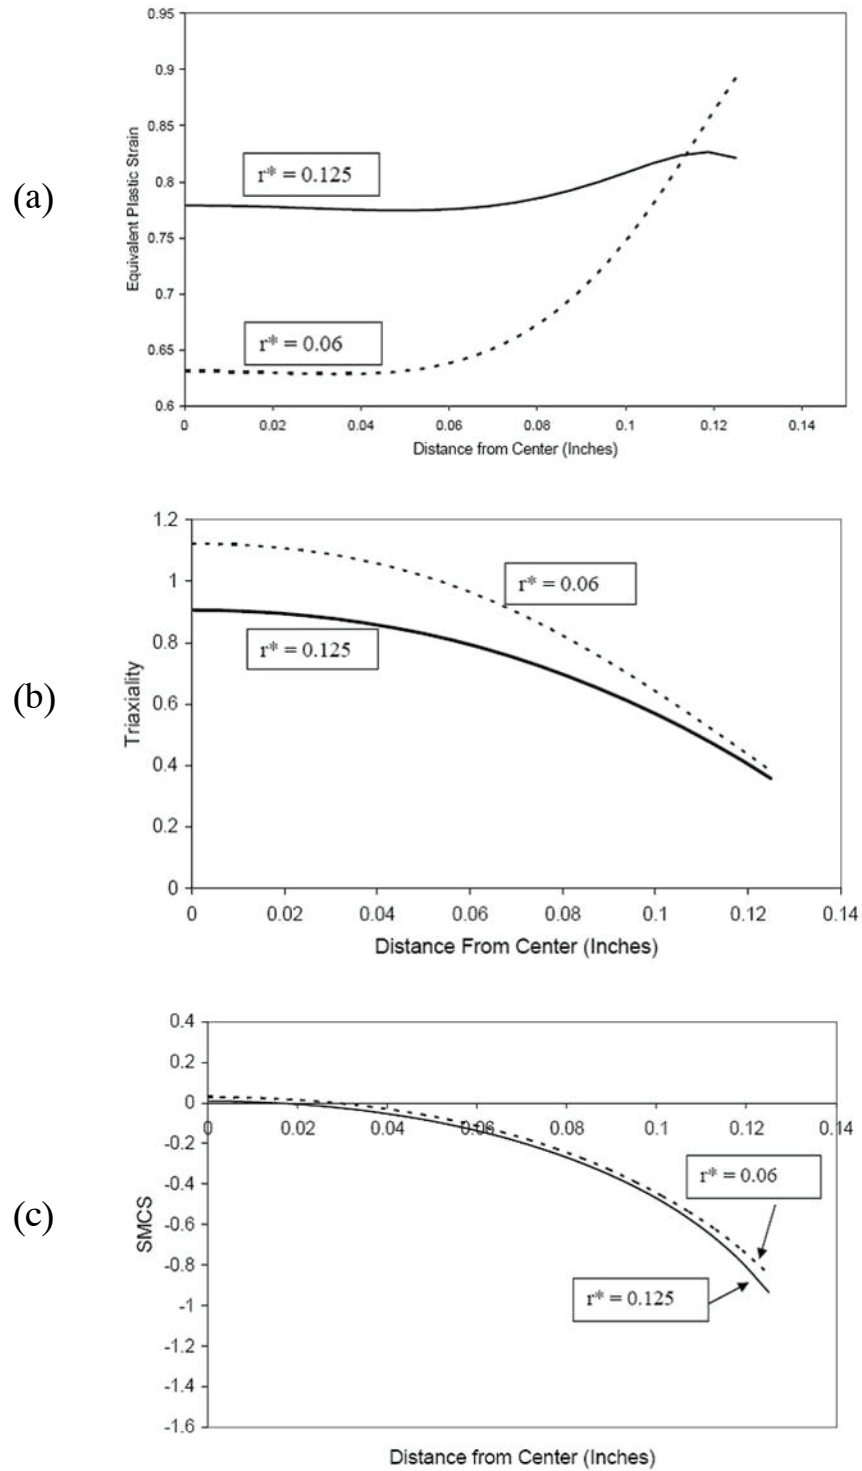 (a)
Equivalent Plastic Strain
0.95
0.9
0.85
0.8
0.75
0.7
0.65
0.6
r* = 0.125
r* = 0.06
0 0.02 0.04 0.06 0.08 0.1 0.12 0.14
Distance from Center (Inches)
(b)
Triaxiality
1.2
1
0.8
0.6
0.4
0.2
0
r* = 0.06
r* = 0.125
0 0.02 0.04 0.06 0.08 0.1 0.12 0.14
Distance From Center (Inches)
(c)
SMCS
0.4
0.2
0
-0.2
-0.4
-0.6
-0.8
-1
-1.2
-1.4
-1.6
0 0.02 0.04 0.06 0.08 0.1 0.12 0.14
r* = 0.06
r* = 0.125
Distance from Center (Inches)